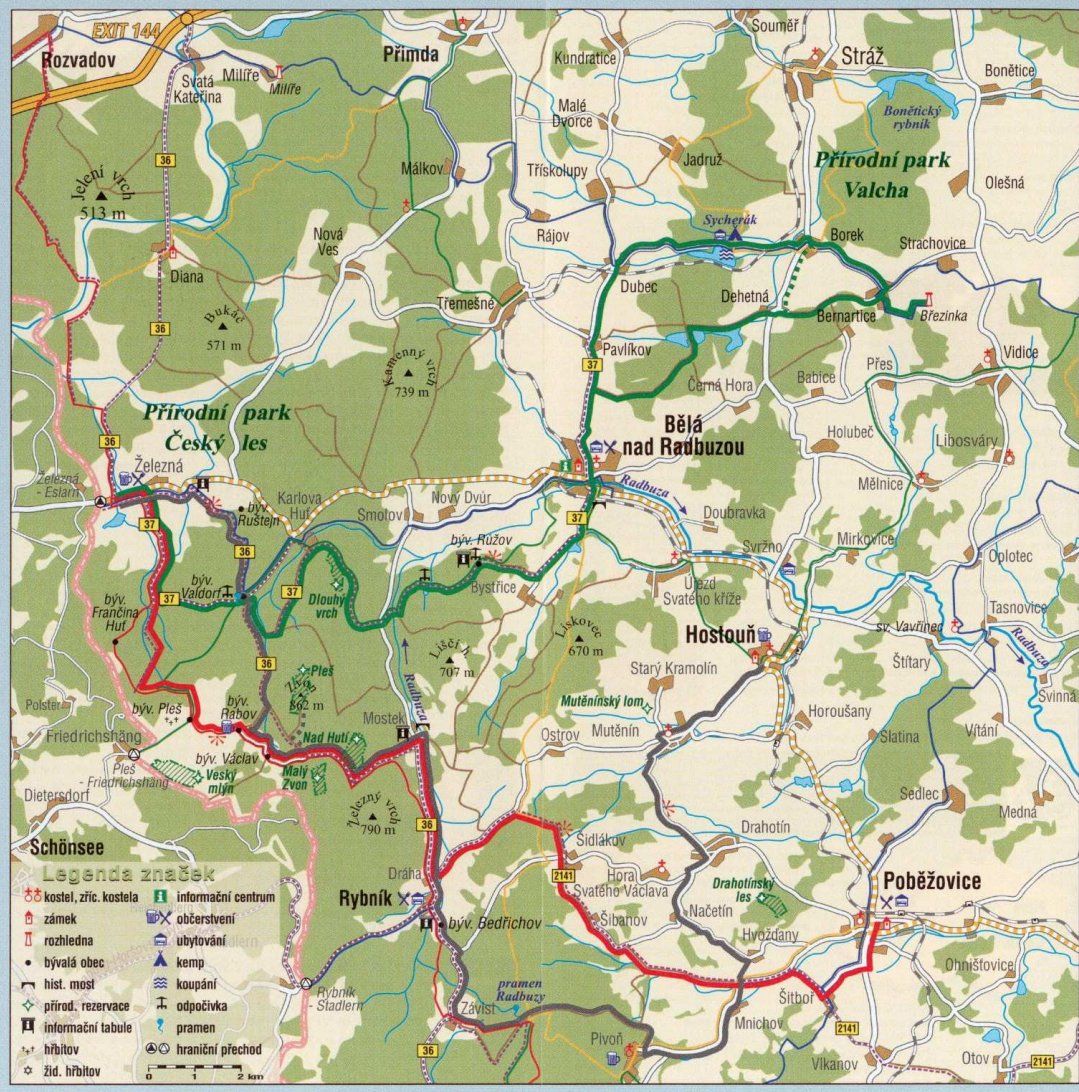 EXIT 144
Rozvadov
Svatá
Kateřina
Milíře
Milíře
Přimda
Souměř
Kundratice
Stráž
Bonětice
Malé
Dvorce
Bonětický
rybník
36
Jadruž
Přírodní park
Valcha
Málkov
Třískolupy
Olešná
Jelení vrch
513 m
Sycherák
Nová
Ves
Rájov
Borek
Strachovice
Diana
Dubec
Dehetná
Třemešné
Bernartice
Březinka
36
Bukáč
571 m
Pavlíkov
37
Kamenný vrch
739 m
Černá Hora
Babice
Přes
Vidice
Přírodní park
Český les
Bělá
nad Radbuzou
Holubeč
Libosváry
36
Železná
Železná
- Eslarn
Mělnice
býv.
Ruštejn
Karlova
Huť
Nový Dvůr
Smolov
Radbuza
Doubravka
37
37
36
býv. Růžov
Svržno
Mirkovice
Oplotec
býv.
Valdorf
37
37
Dlouhý
vrch
Bystřice
Újezd
Svatého kříže
Tasnovice
býv.
Frančina
Huť
Liskovec
670 m
Hostouň
sv. Vavřinec
Radbuza
Liščí h.
707 m
Štítary
36
Pleš
Starý Kramolín
Svinná
Zvon
862 m
Radbuza
Polster
býv. Pleš
býv.
Rabov
Mutěnínský lom
Horoušany
Mostek
Friedrichshäng
Nad Hutí
Ostrov
Mutěnín
Slatina
Vítání
býv. Václav
Pleš
- Friedrichshäng
Veský
mlýn
Malý
Zvon
Dietersdorf
Sedlec
Železný vrch
790 m
36
Medná
Šidlákov
Drahotín
Schönsee
Legenda značek
Dráha
2141
Hora
Svatého Václava
Drahotínský
les
Poběžovice
kostel, zříc. kostela
informační centrum
Rybník
zámek
občerstvení
Šibanov
Načetín
rozhledna
ubytování
býv. Bedřichov
Hvožďany
bývalá obec
kemp
Ohništovice
hist. most
koupání
Rybník
- Stadlern
pramen
Radbuzy
přírod. rezervace
odpočívka
Šitboř
informační tabule
pramen
Závist
Mnichov
2141
hřbitov
hraniční přechod
Pivoň
36
Vlkanov
Otov
2141
žid. hřbitov
0 1 2 km